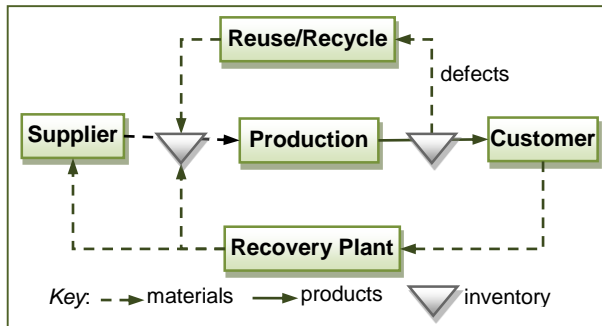 Reuse/Recycle
defects
Supplier
Production
Customer
Recovery Plant
Key: materials products inventory